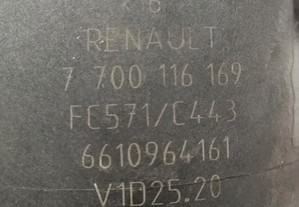 RENAULT
7 700 116 169
FC571/C443
6610964161
V1D25.20